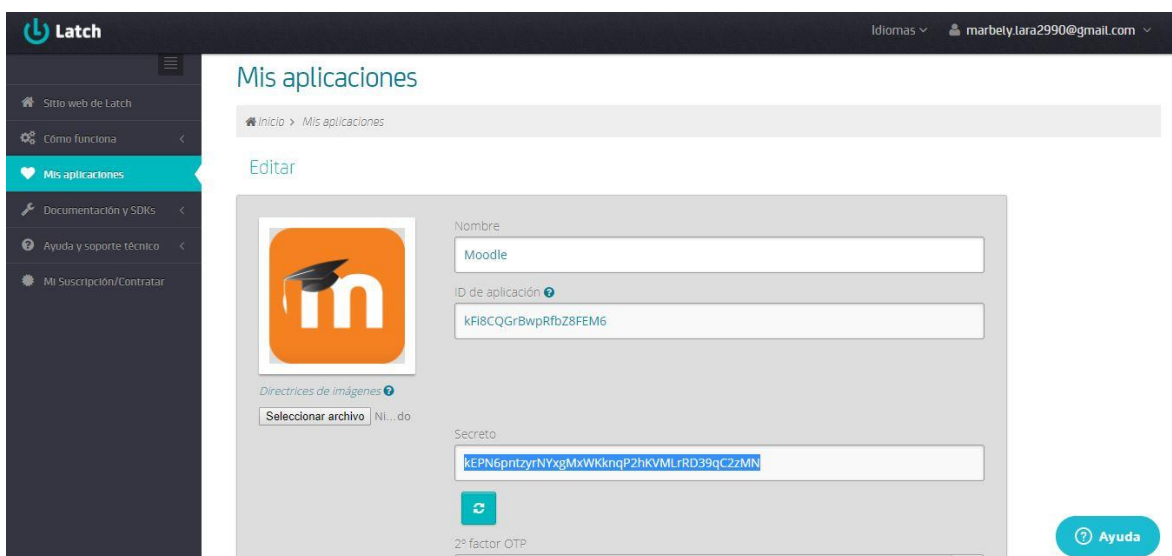 Latch
Idiomas
marbely.lara2990@gmail.com
Mis aplicaciones
Sitio web de Latch
Inicio > Mis aplicaciones
Cómo funciona
Editar
Mis aplicaciones
Documentación y SDKs
Ayuda y soporte técnico
Mi Suscripción/Contratar
m
Nombre
Moodle
ID de aplicación
kFi8CQGrBwpRfbZ8FEM6
Directrices de imágenes
Seleccionar archivo Ni...do
Secreto
kEPN6pntzyrNYxgMxWKknqP2hKVMLrRD39qC2zMN
2º factor OTP
Ayuda